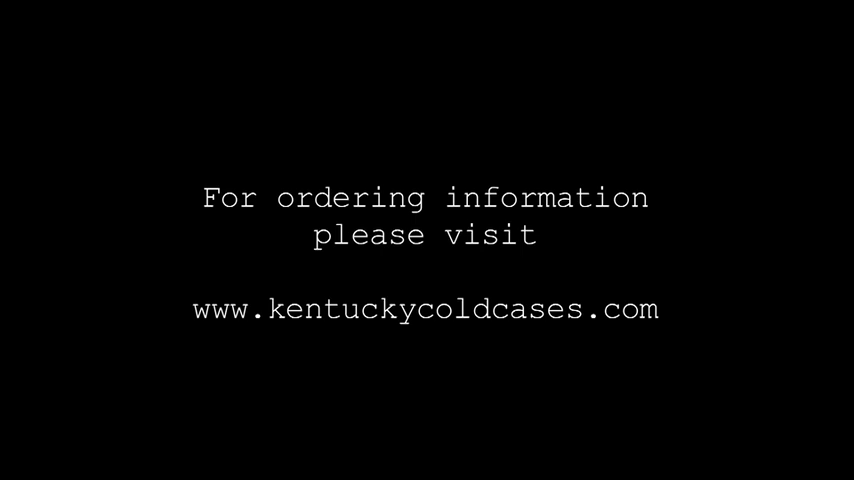 For ordering information
please visit
www.kentuckycoldcases.com